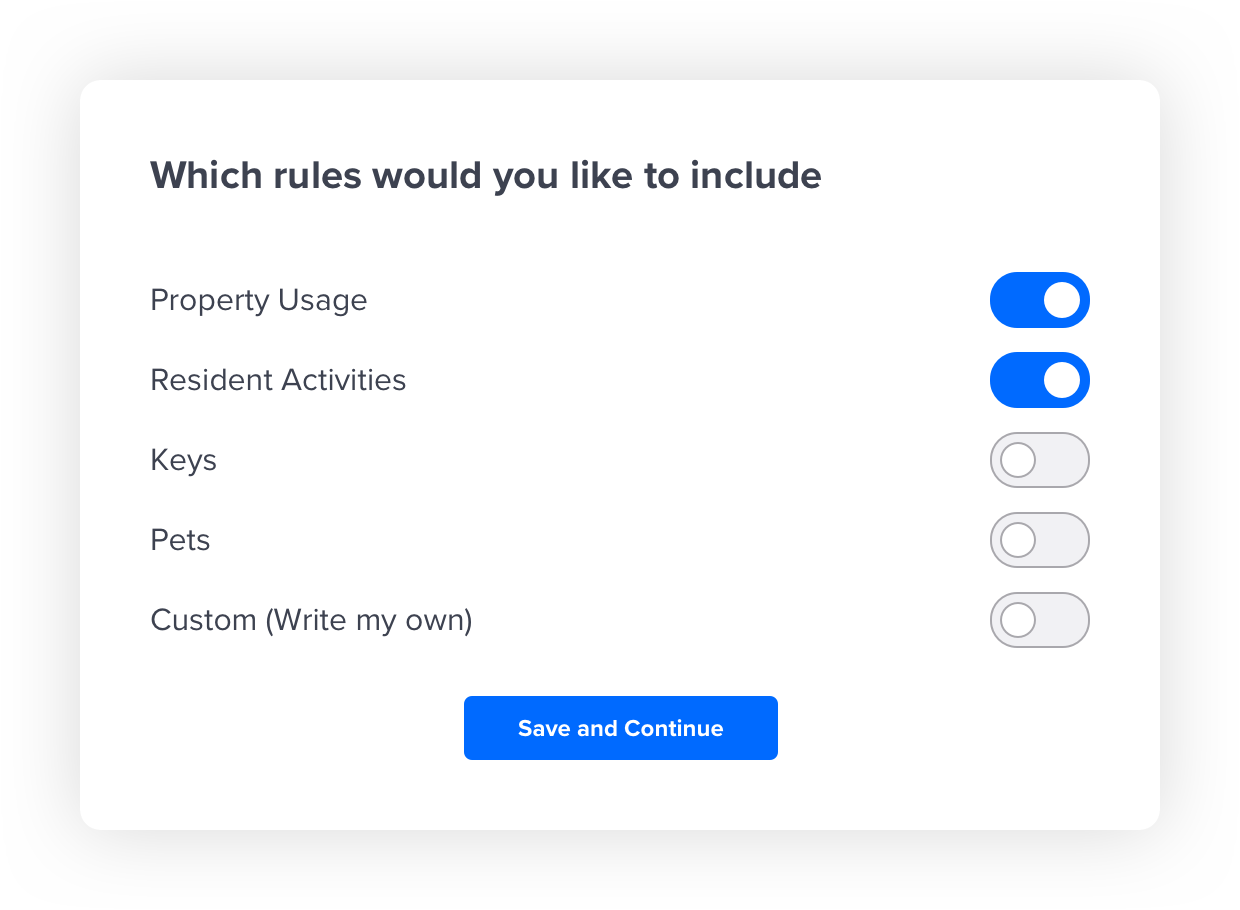 Which rules would you like to include
Property Usage
Resident Activities
Keys
Pets
Custom (Write my own)
Save and Continue